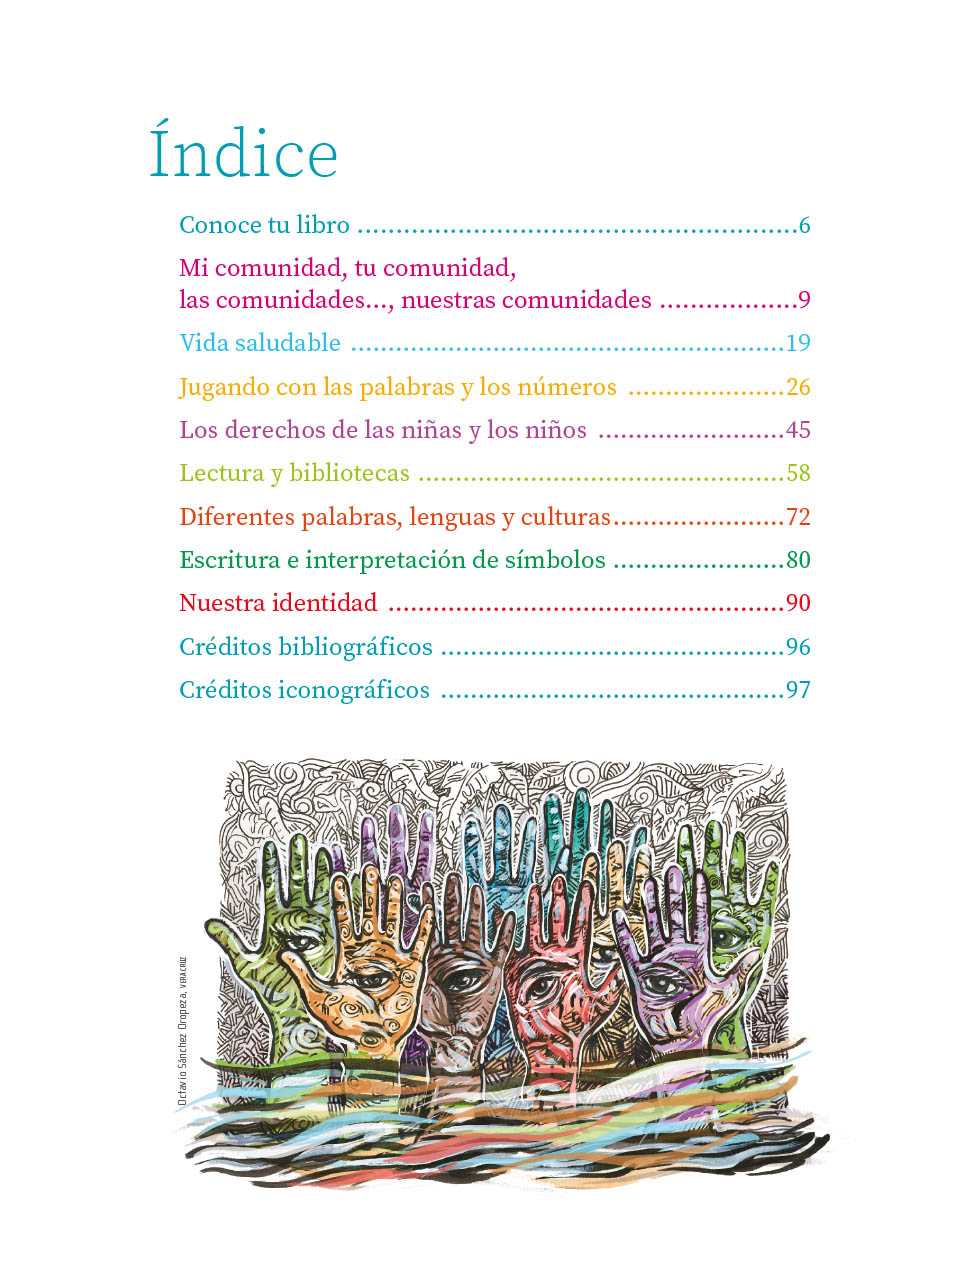 Índice
Conoce tu libro ........................................................6
Mi comunidad, tu comunidad,
las comunidades..., nuestras comunidades ..................9
Vida saludable ........................................................19
Jugando con las palabras y los números .....................26
Los derechos de las niñas y los niños .........................45
Lectura y bibliotecas ................................................58
Diferentes palabras, lenguas y culturas.......................72
Escritura e interpretación de símbolos .......................80
Nuestra identidad .....................................................90
Créditos bibliográficos ..............................................96
Créditos iconográficos ..............................................97
Octavio Sánchez Oropeza, VERACRUZ